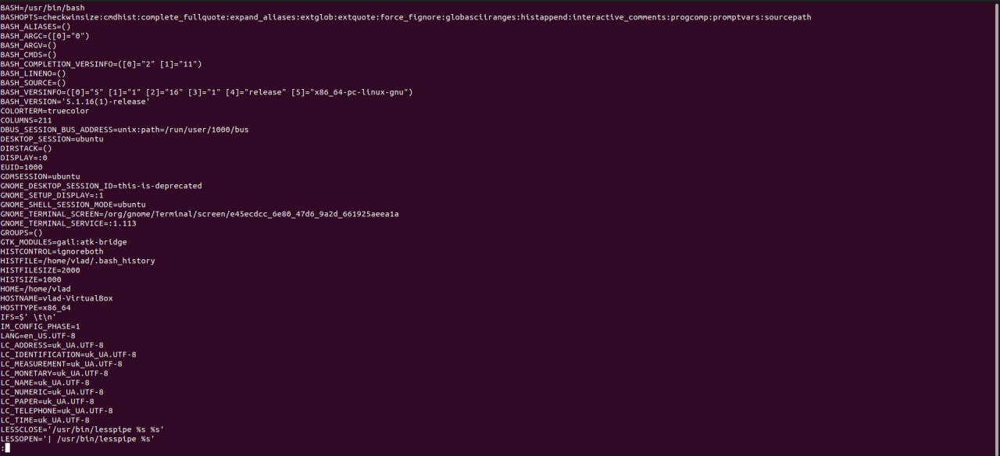 BASH=/usr/bin/bash
BASHOPTS=checkwinsize:cmdhist:complete_fullquote:expand_aliases:extglob:extquote:force_fignore:globasciiranges:histappend:interactive_comments:progcomp:promptvars:sourcepath
BASH_ALIASES=()
BASH_ARGC=([0]="0")
BASH_ARGV=()
BASH_CMDS=()
BASH_COMPLETION_VERSINFO=([0]="2" [1]="11")
BASH_LINENO=()
BASH_SOURCE=()
BASH_VERSINFO=([0]="5" [1]="1" [2]="16" [3]="1" [4]="release" [5]="x86_64-pc-linux-gnu")
BASH_VERSION='5.1.16(1)-release'
COLORTERM=truecolor
COLUMNS=211
DBUS_SESSION_BUS_ADDRESS=unix:path=/run/user/1000/bus
DESKTOP_SESSION=ubuntu
DIRSTACK=()
DISPLAY=:0
EUID=1000
GDMSESSION=ubuntu
GNOME_DESKTOP_SESSION_ID=this-is-deprecated
GNOME_SETUP_DISPLAY=:1
GNOME_SHELL_SESSION_MODE=ubuntu
GNOME_TERMINAL_SCREEN=/org/gnome/Terminal/screen/e45ecdcc_6e80_47d6_9a2d_661925aeea1a
GNOME_TERMINAL_SERVICE=:1.113
GROUPS=()
GTK_MODULES=gail:atk-bridge
HISTCONTROL=ignoreboth
HISTFILE=/home/vlad/.bash_history
HISTFILESIZE=2000
HISTSIZE=1000
HOME=/home/vlad
HOSTNAME=vlad-VirtualBox
HOSTTYPE=x86_64
IFS=$' \t\n'
IM_CONFIG_PHASE=1
LANG=en_US.UTF-8
LC_ADDRESS=uk_UA.UTF-8
LC_IDENTIFICATION=uk_UA.UTF-8
LC_MEASUREMENT=uk_UA.UTF-8
LC_MONETARY=uk_UA.UTF-8
LC_NAME=uk_UA.UTF-8
LC_NUMERIC=uk_UA.UTF-8
LC_PAPER=uk_UA.UTF-8
LC_TELEPHONE=uk_UA.UTF-8
LC_TIME=uk_UA.UTF-8
LESSCLOSE='/usr/bin/lesspipe %s %s'
LESSOPEN='| /usr/bin/lesspipe %s'
: